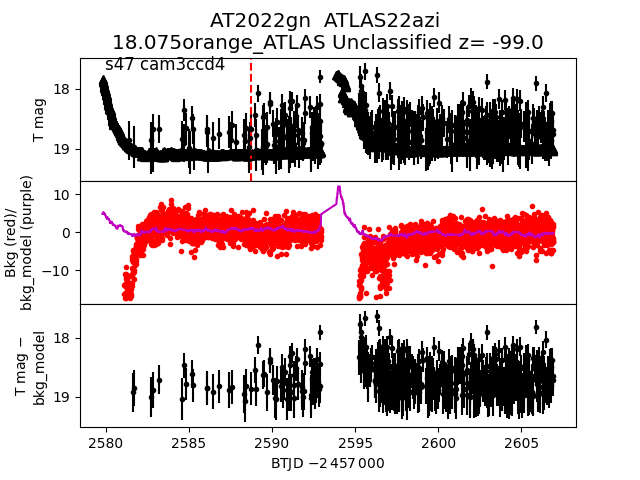 AT2022gn  ATLAS22azi
18.075orange_ATLAS Unclassified z= -99.0
s47 cam3ccd4
T mag
18
19
Bkg (red)/
bkg_model (purple)
10
0
−10
T mag −
bkg_model
18
19
2580 2585 2590 2595 2600 2605
BTJD −2 457 000